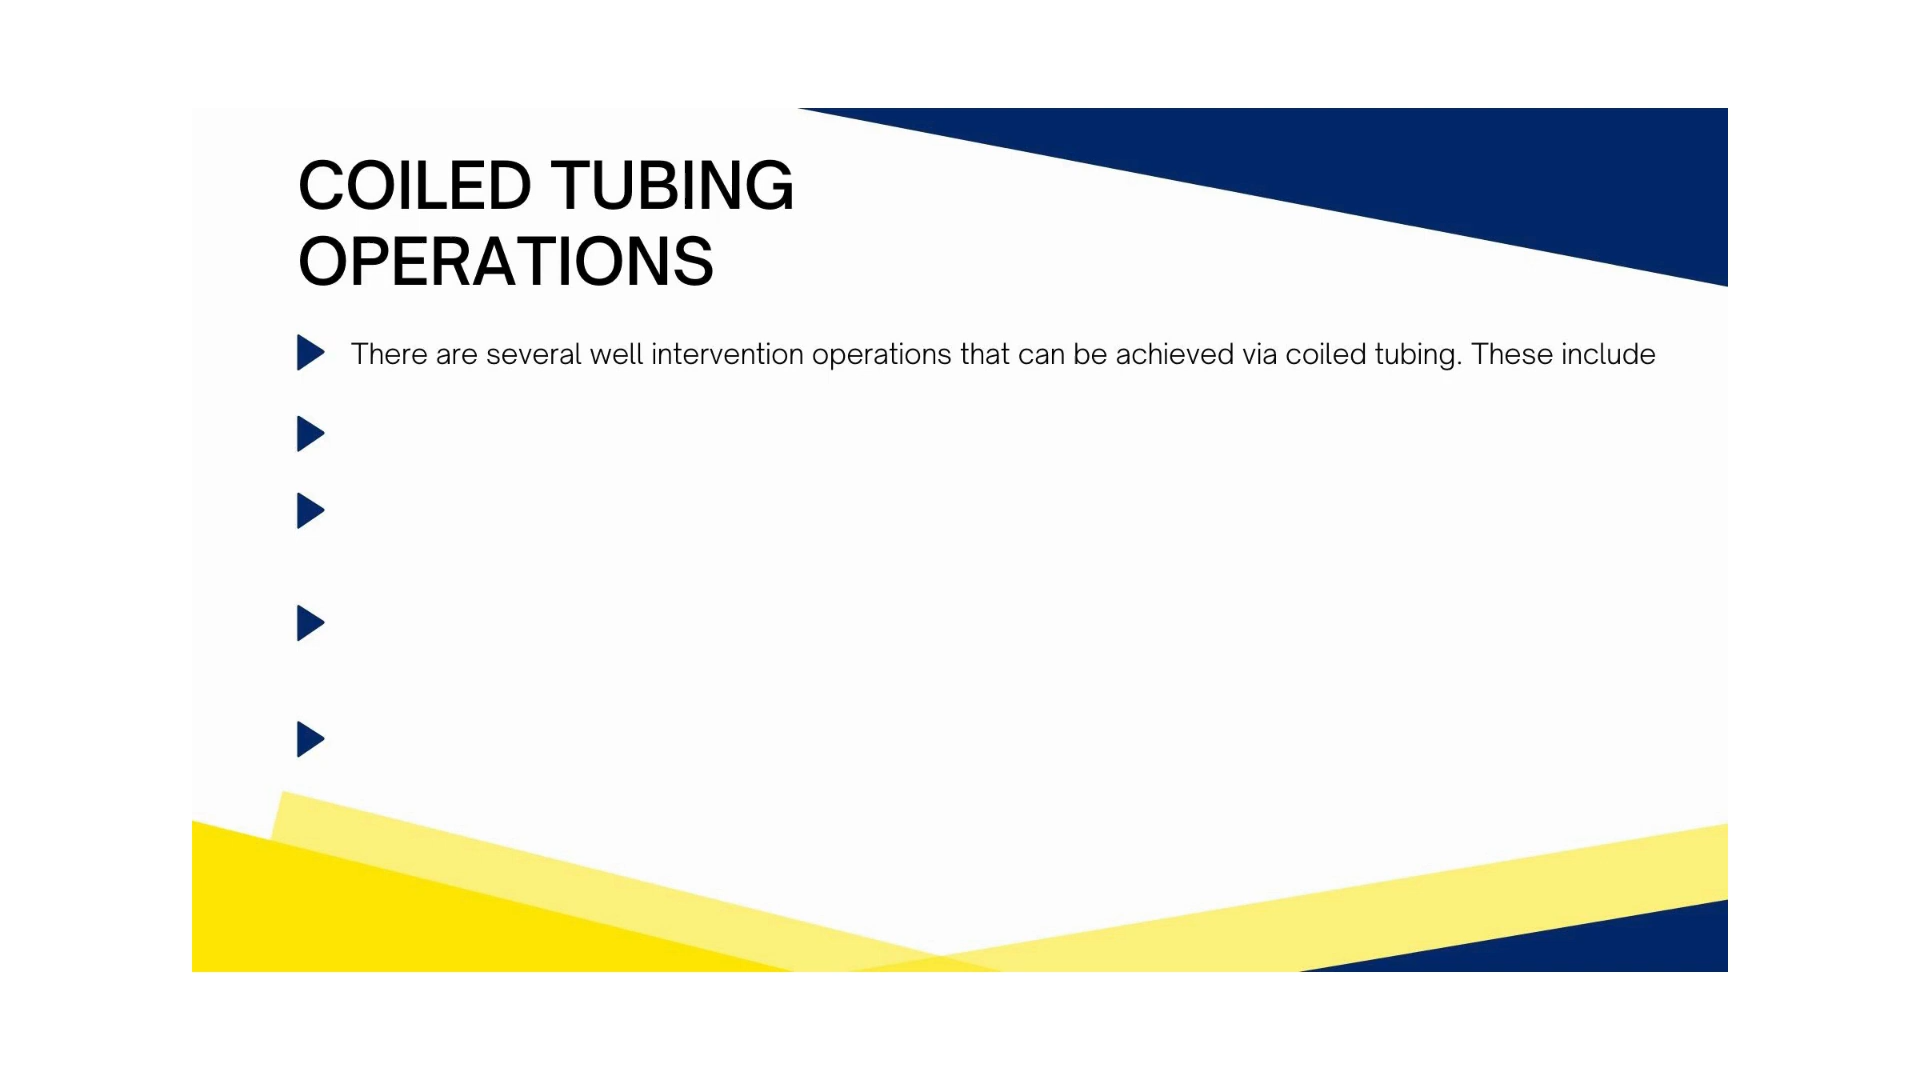 COILED TUBING
OPERATIONS
There are several well intervention operations that can be achieved via coiled tubing. These include